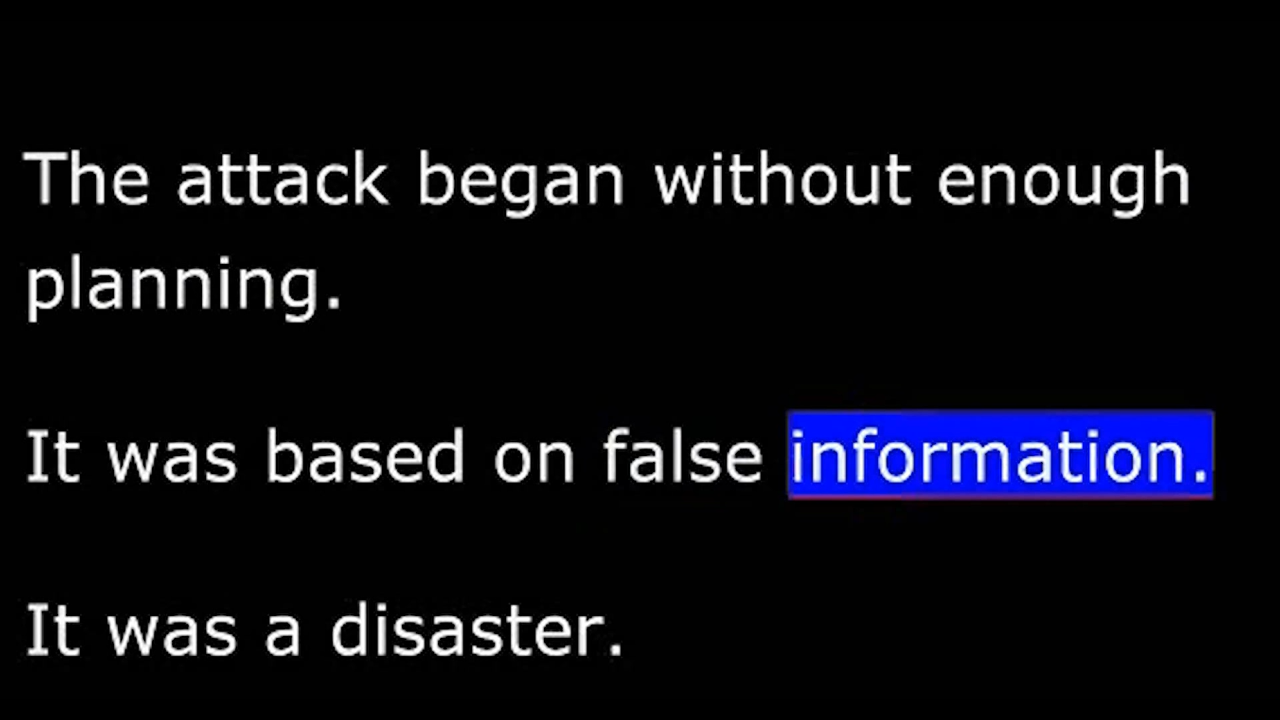 The attack began without enough
planning.
It was based on false information.
It was a disaster.